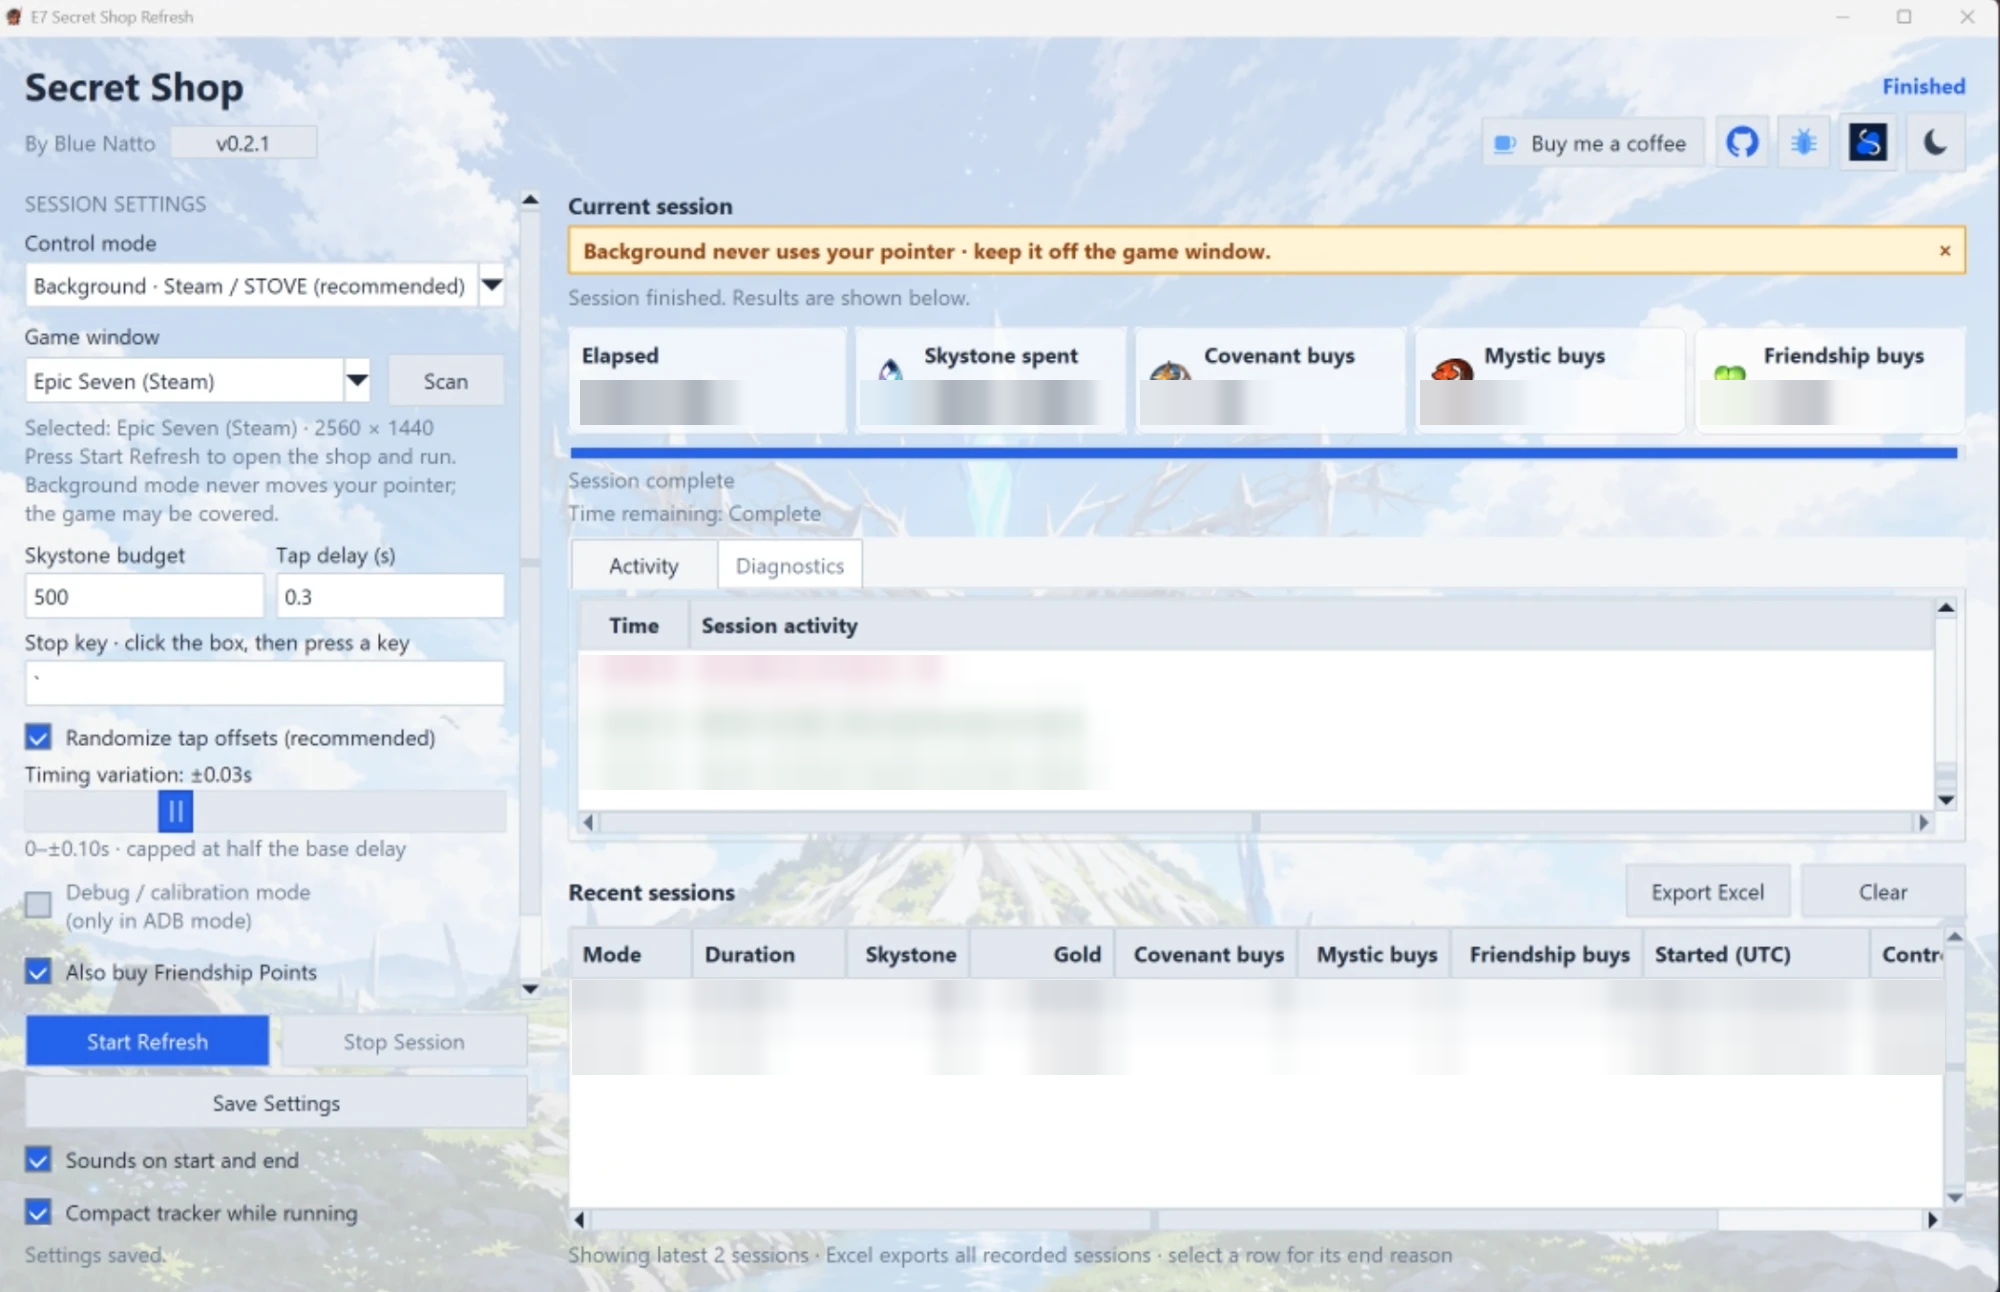 E7 Secret Shop Refresh
Secret Shop
Finished
By Blue Natto
v0.2.1
Buy me a coffee
SESSION SETTINGS
Control mode
Background · Steam / STOVE (recommended)
Game window
Epic Seven (Steam)
Scan
Selected: Epic Seven (Steam) · 2560 × 1440
Press Start Refresh to open the shop and run.
Background mode never moves your pointer;
the game may be covered.
Skystone budget
Tap delay (s)
500
0.3
Stop key · click the box, then press a key
`
Randomize tap offsets (recommended)
Timing variation: ±0.03s
0–±0.10s · capped at half the base delay
Debug / calibration mode
(only in ADB mode)
Also buy Friendship Points
Start Refresh
Stop Session
Save Settings
Sounds on start and end
Compact tracker while running
Settings saved.
Current session
Background never uses your pointer · keep it off the game window.
×
Session finished. Results are shown below.
Elapsed
Skystone spent
Covenant buys
Mystic buys
Friendship buys
Session complete
Time remaining: Complete
Activity
Diagnostics
Time
Session activity
Recent sessions
Export Excel
Clear
Mode
Duration
Skystone
Gold
Covenant buys
Mystic buys
Friendship buys
Started (UTC)
Contr
Showing latest 2 sessions · Excel exports all recorded sessions · select a row for its end reason